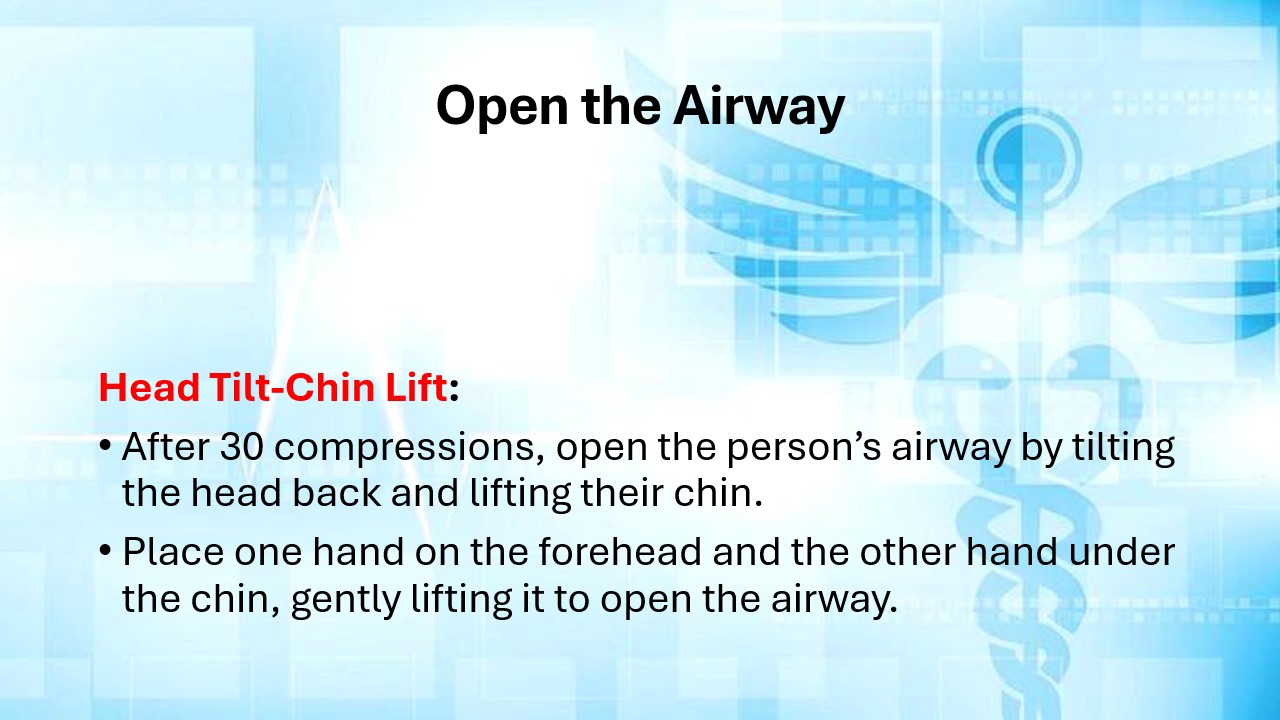 Open the Airway
Head Tilt-Chin Lift:
• After 30 compressions, open the person’s airway by tilting
the head back and lifting their chin.
• Place one hand on the forehead and the other hand under
the chin, gently lifting it to open the airway.